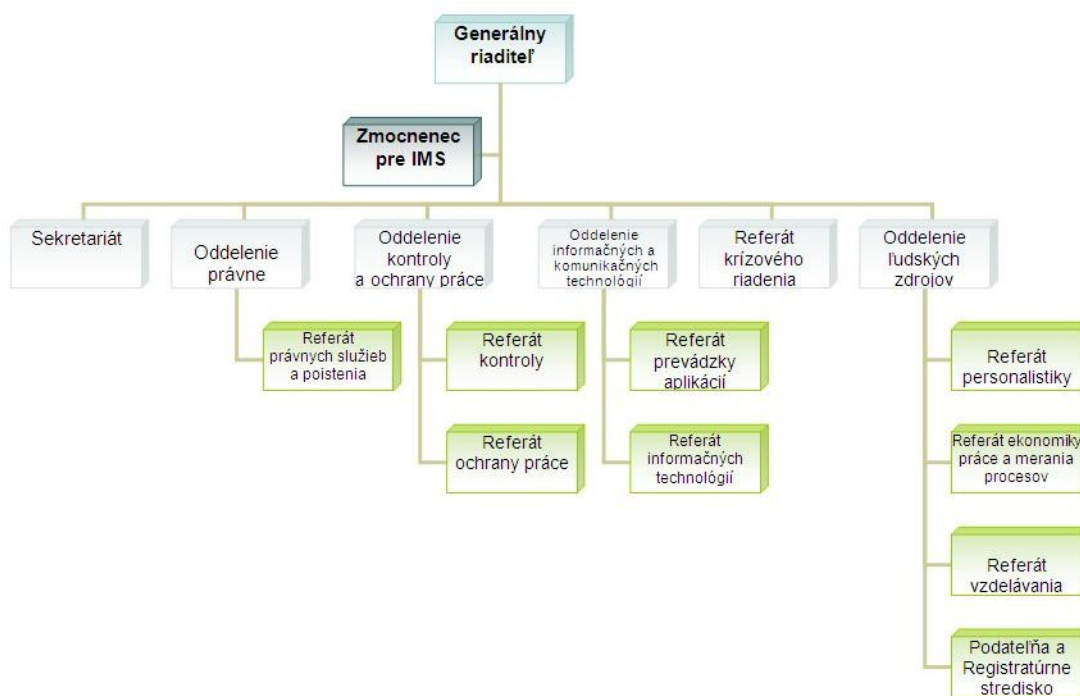 Generálny
riaditeľ
Zmocnenec
pre IMS
Sekretariát
Oddelenie
právne
Oddelenie
kontroly
a ochrany práce
Oddelenie
informačných a
komunikačných
technológií
Referát
krízového
riadenia
Oddelenie
ľudských
zdrojov
Referát
právnych služieb
a poistenia
Referát
kontroly
Referát
ochrany práce
Referát
prevádzky
aplikácií
Referát
informačných
technológií
Referát
personalistiky
Referát ekonomiky
práce a merania
procesov
Referát
vzdelávania
Podateľňa a
Registratúrne
stredisko